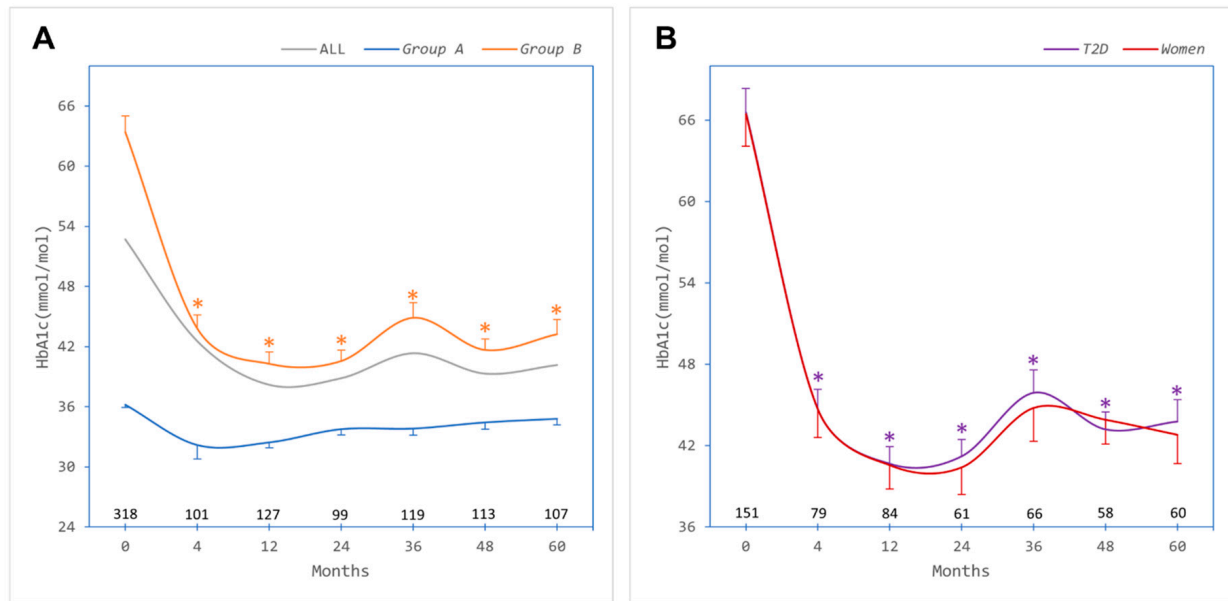 A
ALL Group A Group B
66
60
54
48
42
36
30
24
HbA1c(mmol/mol)
* * * * * *
318 101 127 99 119 113 107
0 4 12 24 36 48 60
Months
B
T2D Women
66
60
54
48
42
36
HbA1c(mmol/mol)
* * * * * *
151 79 84 61 66 58 60
0 4 12 24 36 48 60
Months